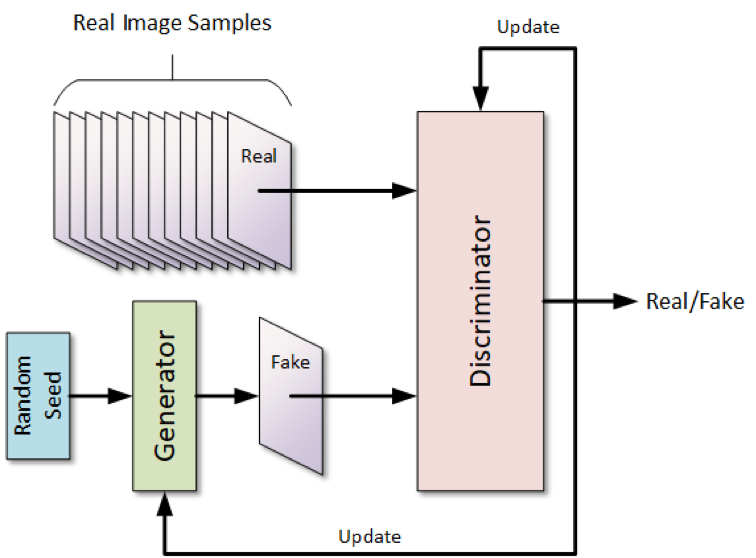 Real Image Samples
Update
Real
Discriminator
Real/Fake
Random
Seed
Generator
Fake
Update